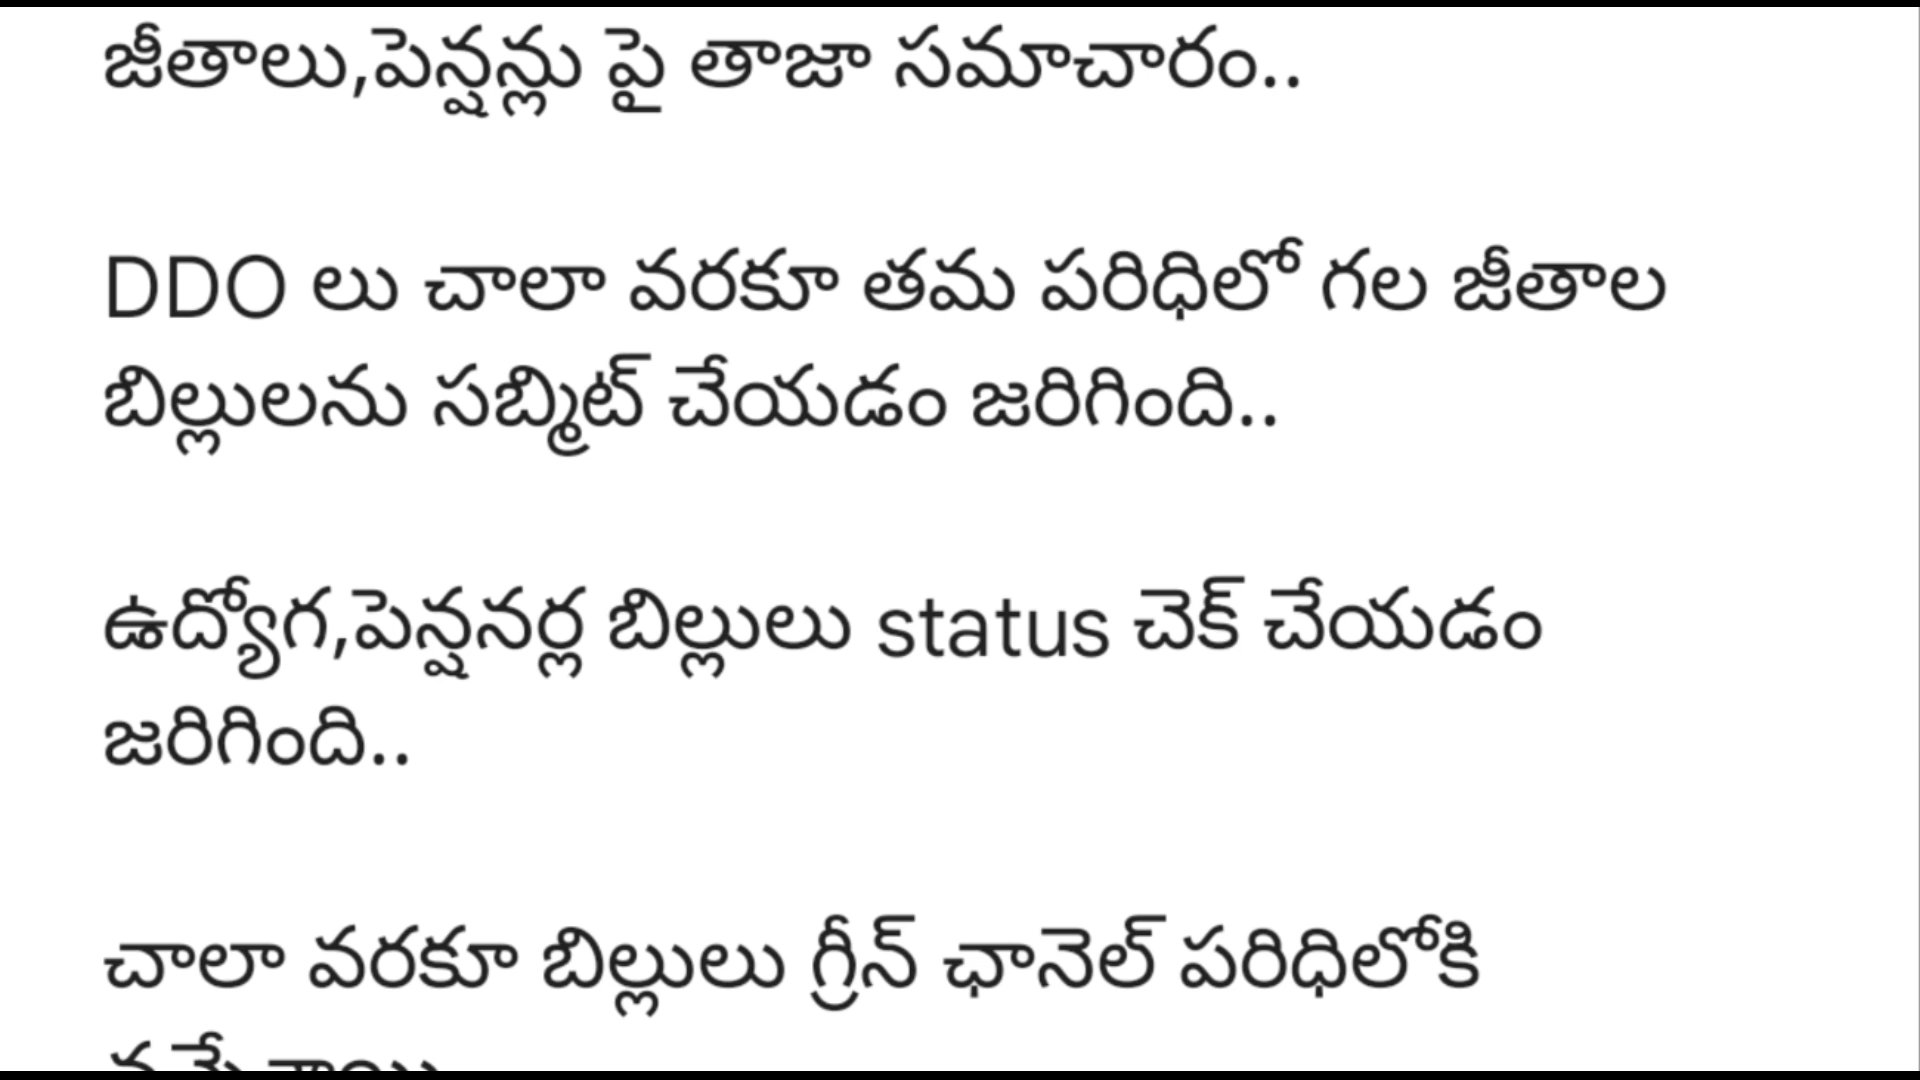 జీతాలు,పెన్షన్లు పై తాజా సమాచారం..
DDO లు చాలా వరకూ తమ పరిధిలో గల జీతాల
బిల్లులను సబ్మిట్ చేయడం జరిగింది..
ఉద్యోగ,పెన్షనర్ల బిల్లులు status చెక్ చేయడం
జరిగింది..
చాలా వరకూ బిల్లులు గ్రీన్ ఛానెల్ పరిధిలోకి